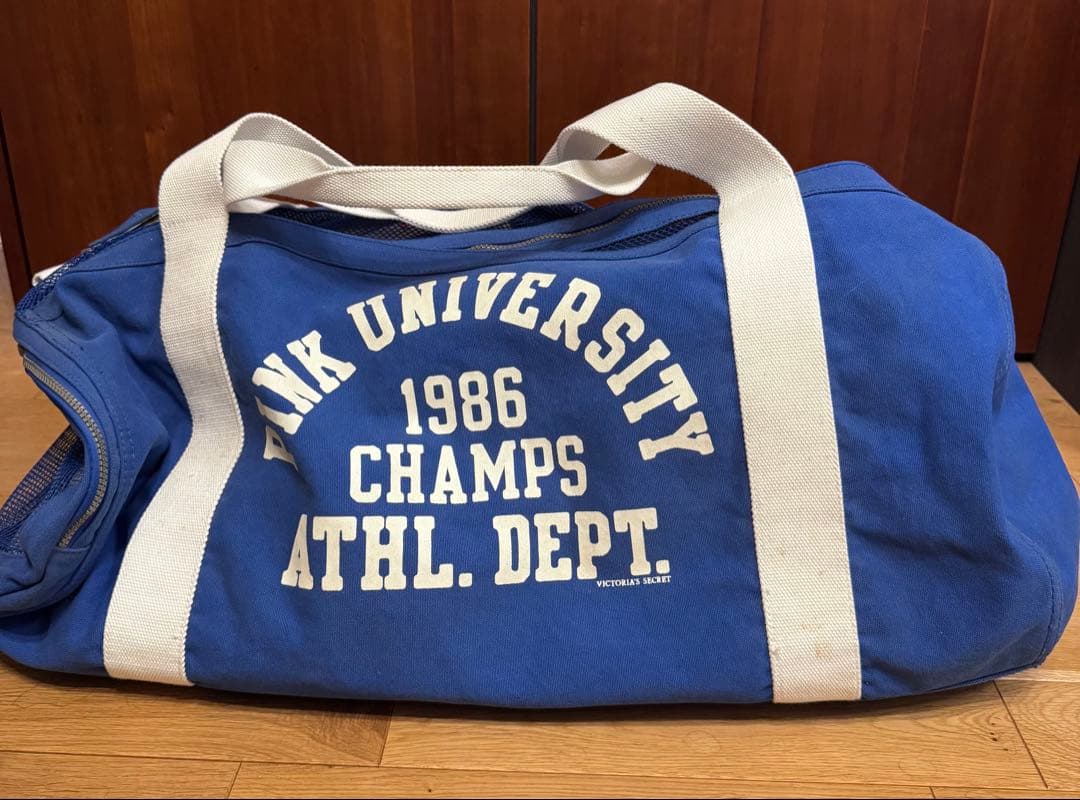 PINK UNIVERSITY
1986
CHAMPS
ATHL. DEPT.
VICTORIA'S SECRET